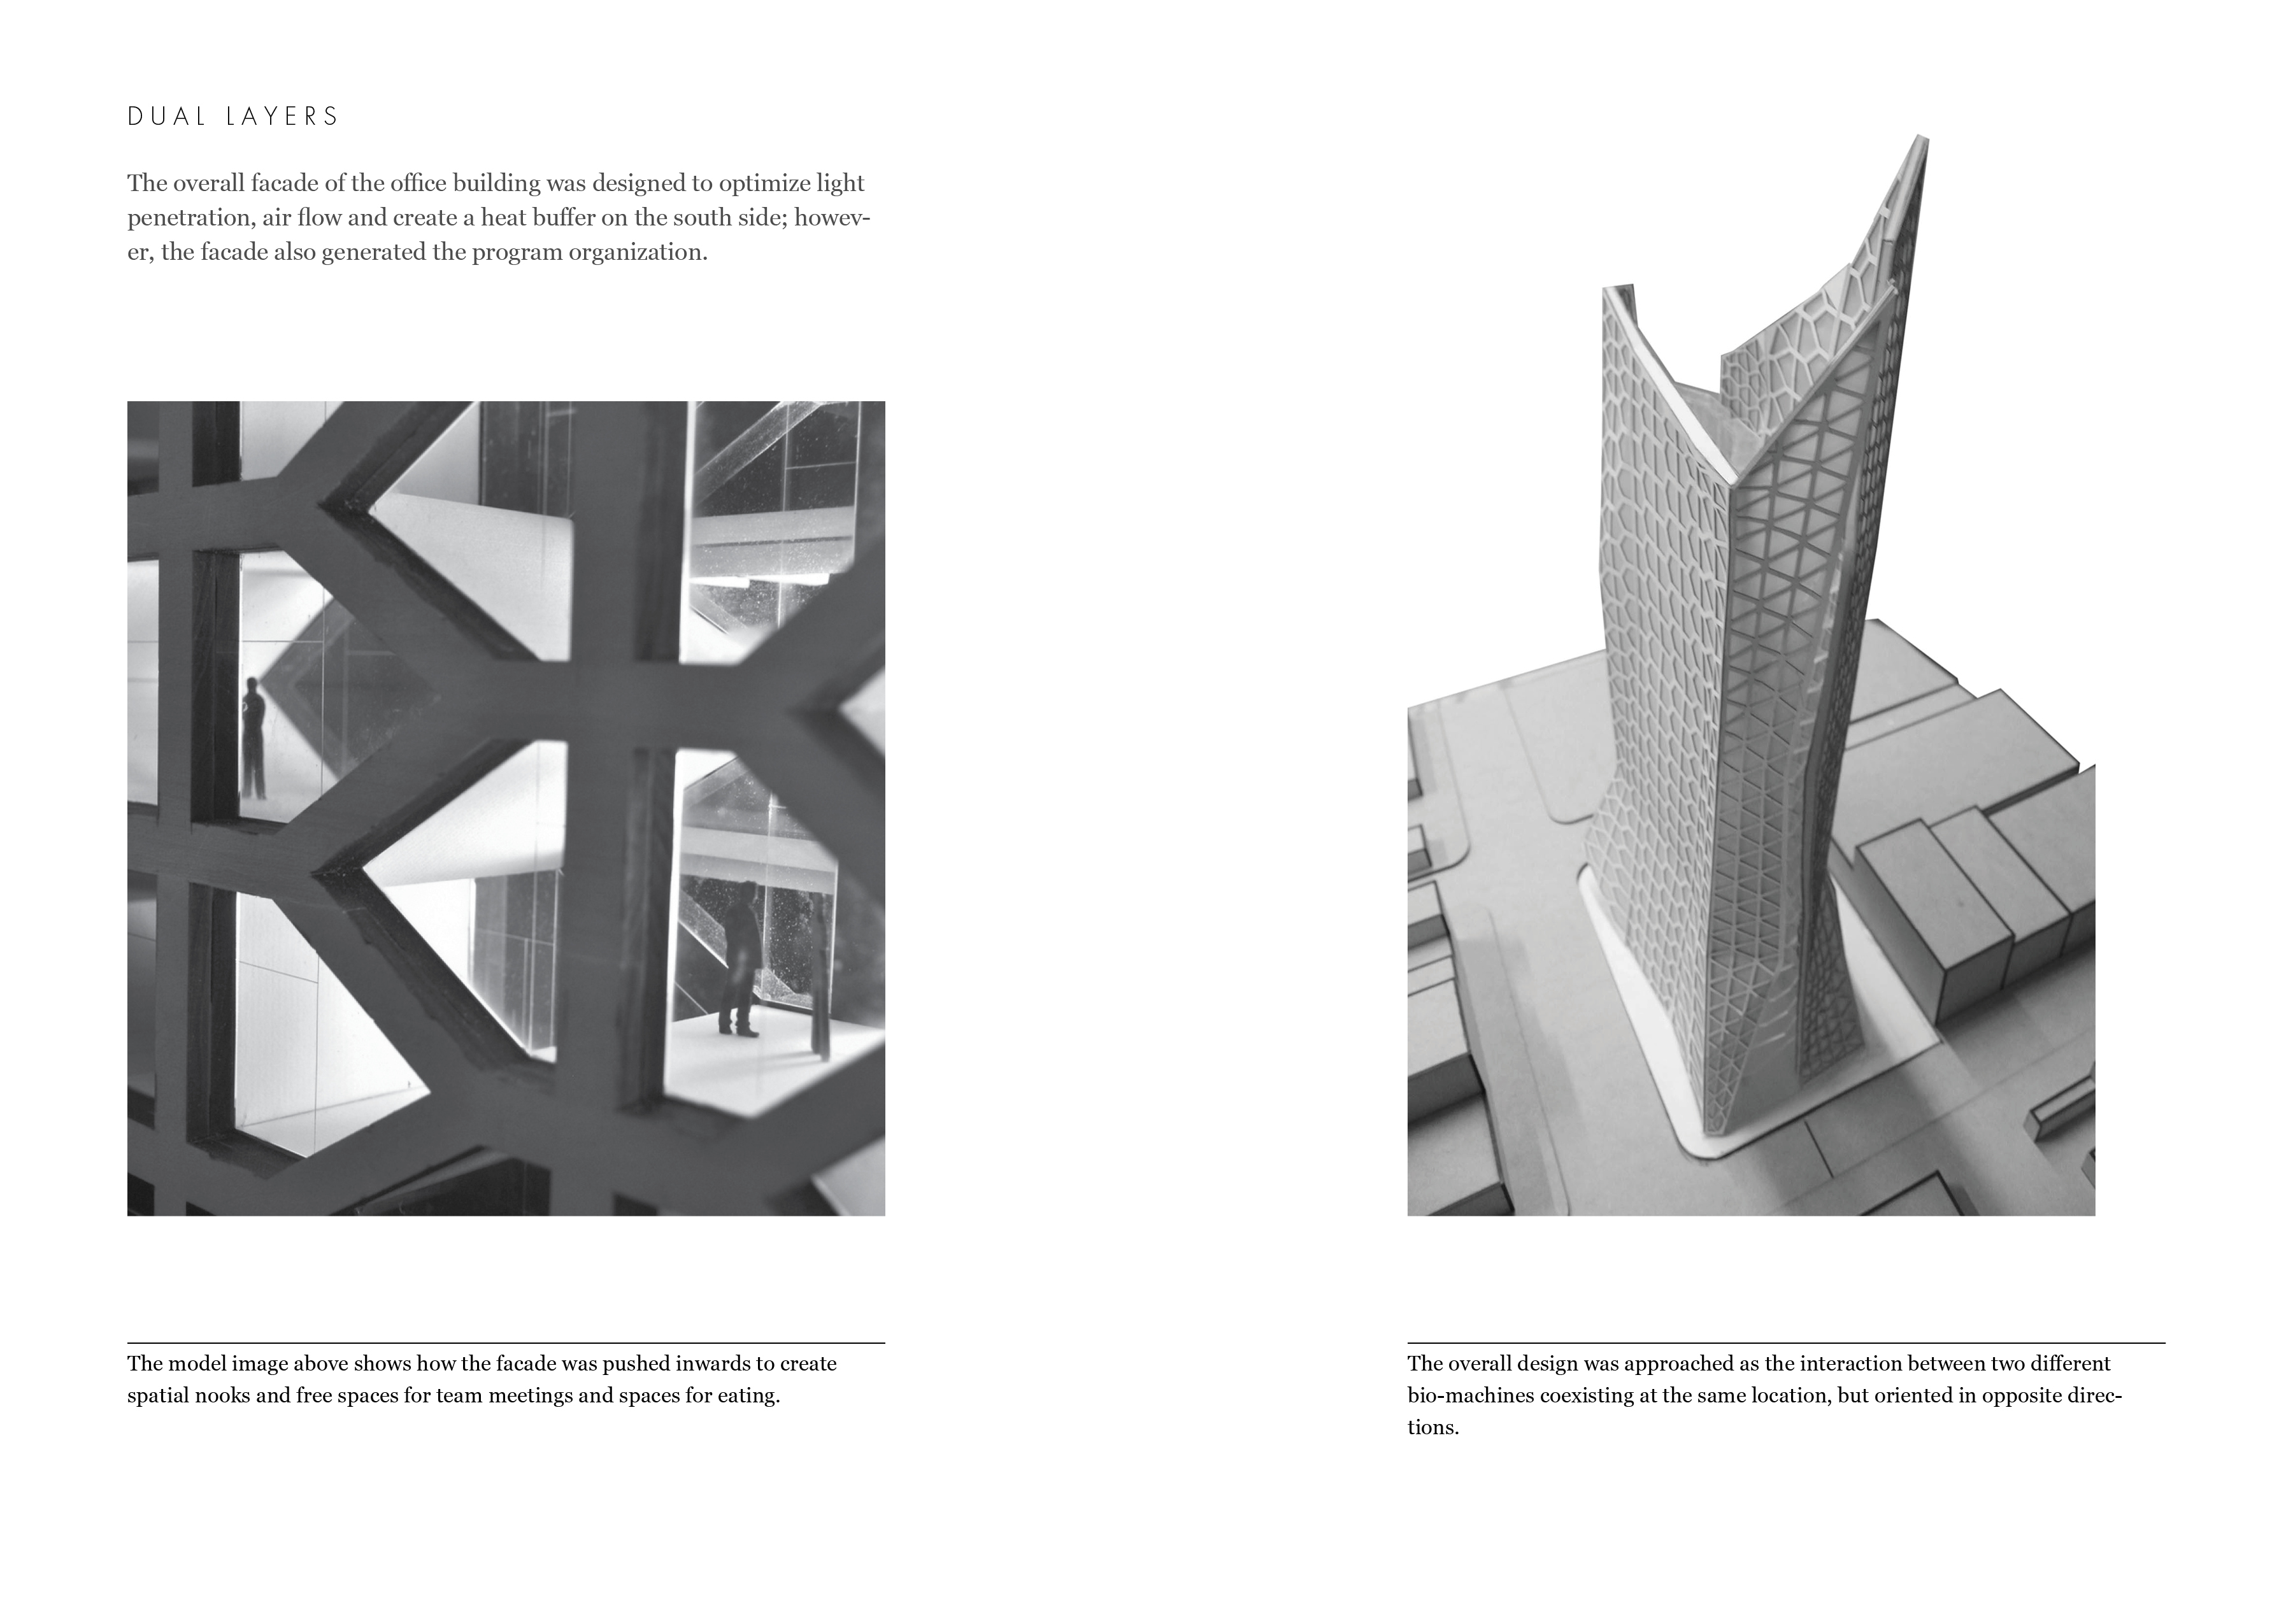 DUAL LAYERS
The overall facade of the office building was designed to optimize light
penetration, air flow and create a heat buffer on the south side; howev-
er, the facade also generated the program organization.
The model image above shows how the facade was pushed inwards to create
spatial nooks and free spaces for team meetings and spaces for eating.
The overall design was approached as the interaction between two different
bio-machines coexisting at the same location, but oriented in opposite direc-
tions.